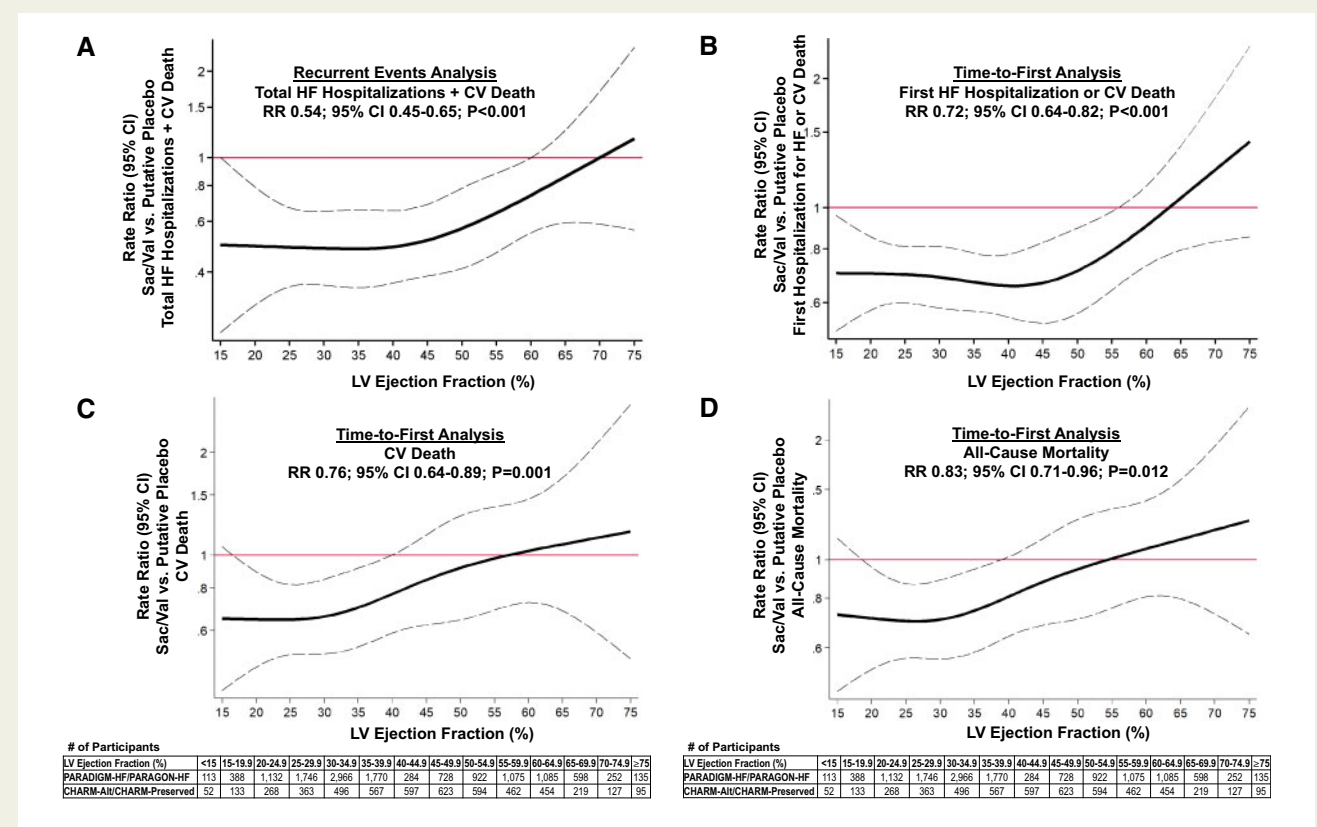 A
Recurrent Events Analysis
Total HF Hospitalizations + CV Death
RR 0.54; 95% CI 0.45-0.65; P<0.001
Rate Ratio (95% CI)
Sac/Val vs. Putative Placebo
Total HF Hospitalizations + CV Death
2
1.5
1
.8
.6
.4
15 20 25 30 35 40 45 50 55 60 65 70 75
LV Ejection Fraction (%)
B
Time-to-First Analysis
First HF Hospitalization or CV Death
RR 0.72; 95% CI 0.64-0.82; P<0.001
Rate Ratio (95% CI)
Sac/Val vs. Putative Placebo
First Hospitalization for HF or CV Death
2
1.5
1
.8
.6
15 20 25 30 35 40 45 50 55 60 65 70 75
LV Ejection Fraction (%)
C
Time-to-First Analysis
CV Death
RR 0.76; 95% CI 0.64-0.89; P=0.001
Rate Ratio (95% CI)
Sac/Val vs. Putative Placebo
CV Death
2
1.5
1
.8
.6
15 20 25 30 35 40 45 50 55 60 65 70 75
LV Ejection Fraction (%)
D
Time-to-First Analysis
All-Cause Mortality
RR 0.83; 95% CI 0.71-0.96; P=0.012
Rate Ratio (95% CI)
Sac/Val vs. Putative Placebo
All-Cause Mortality
2
.5
1
.8
.6
15 20 25 30 35 40 45 50 55 60 65 70 75
LV Ejection Fraction (%)
# of Participants
LV Ejection Fraction (%) <15 15-19.9 20-24.9 25-29.9 30-34.9 35-39.9 40-44.9 45-49.9 50-54.9 55-59.9 60-64.9 65-69.9 70-74.9 ≥75
PARADIGM-HF/PARAGON-HF 113 388 1,132 1,746 2,966 1,770 284 728 922 1,075 1,085 598 252 135
CHARM-Alt/CHARM-Preserved 52 133 268 363 496 567 597 623 594 462 454 219 127 95
# of Participants
LV Ejection Fraction (%) <15 15-19.9 20-24.9 25-29.9 30-34.9 35-39.9 40-44.9 45-49.9 50-54.9 55-59.9 60-64.9 65-69.9 70-74.9 ≥75
PARADIGM-HF/PARAGON-HF 113 388 1,132 1,746 2,966 1,770 284 728 922 1,075 1,085 598 252 135
CHARM-Alt/CHARM-Preserved 52 133 268 363 496 567 597 623 594 462 454 219 127 95